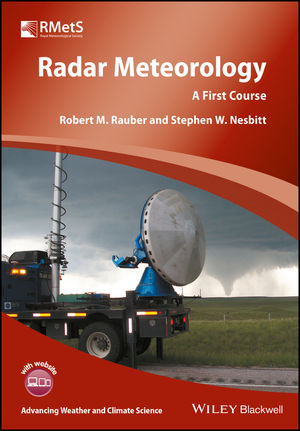 RMetS
Royal Meteorological Society
Radar Meteorology
A First Course
Robert M. Rauber and Stephen W. Nesbitt
with website
Advancing Weather and Climate Science
WILEY Blackwell